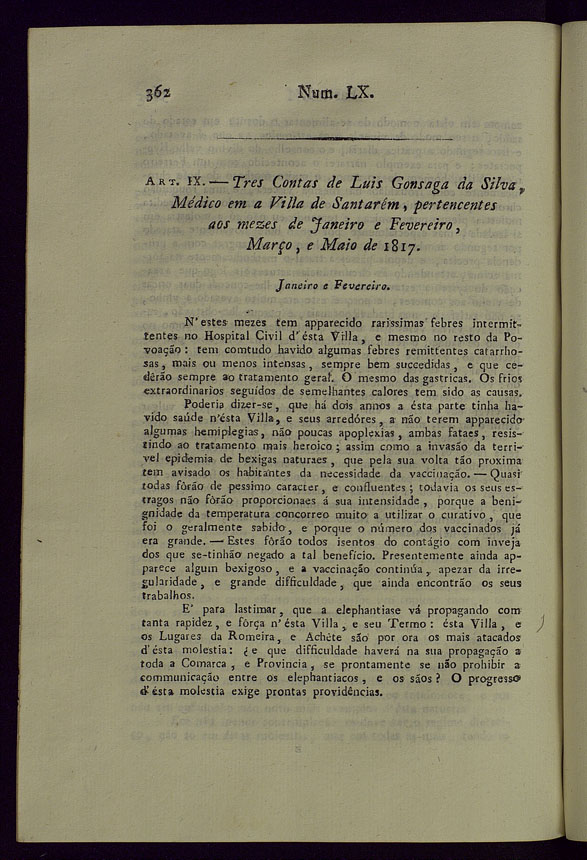 362 Num. LX.
ART. IX. — Tres Contas de Luis Gonsaga da Silva,
Médico em a Villa de Santarém, pertencentes
aos mezes de Janeiro e Fevereiro,
Março, e Maio de 1817.
Janeiro e Fevereiro.
N'estes mezes tem apparecido rarissimas febres intermit-
tentes no Hospital Civil d'ésta Villa, e mesmo no resto da Po-
voação: tem comtudo havido algumas febres remittentes catarrho-
sas, mais ou menos intensas, sempre bem succedidas, e que ce-
dêrão sempre ao tratamento geral. O mesmo das gastricas. Os frios
extraordinarios seguídos de semelhantes calores tem sido as causas.
Poderia dizer-se, que há dois annos a ésta parte tinha ha-
vido saúde n'ésta Villa, e seus arredóres, a não terem apparecido
algumas hemiplegias, não poucas apoplexias, ambas fataes, resis-
tindo ao tratamento mais heroico; assim como a invasão da terri-
vel epidemia de bexigas naturaes, que pela sua volta tão proxima
tem avisado os habitantes da necessidade da vaccinação. — Quasi
todas fôrão de pessimo caracter, e confluentes; todavia os seus es-
tragos não fôrão proporcionaes á sua intensidade, porque a beni-
gnidade da temperatura concorreo muito a utilizar o curativo, que
foi o geralmente sabido, e porque o número dos vaccinados já
era grande. — Estes fôrão todos isentos do contágio com inveja
dos que se-tinhão negado a tal benefício. Presentemente ainda ap-
parece algum bexigoso, e a vaccinação continúa, apezar da irre-
gularidade, e grande difficuldade, que ainda encontrão os seus
trabalhos.
E' para lastimar, que a elephantiase vá propagando com
tanta rapidez, e fôrça n'ésta Villa, e seu Termo: ésta Villa, e
os Lugares da Romeira, e Achéte são por ora os mais atacados
d'ésta molestia: ¿e que difficuldade haverá na sua propagação a
toda a Comarca, e Provincia, se prontamente se não prohibir a
communicação entre os elephantiacos, e os sãos? O progresso
d'ésta molestia exige prontas providências.